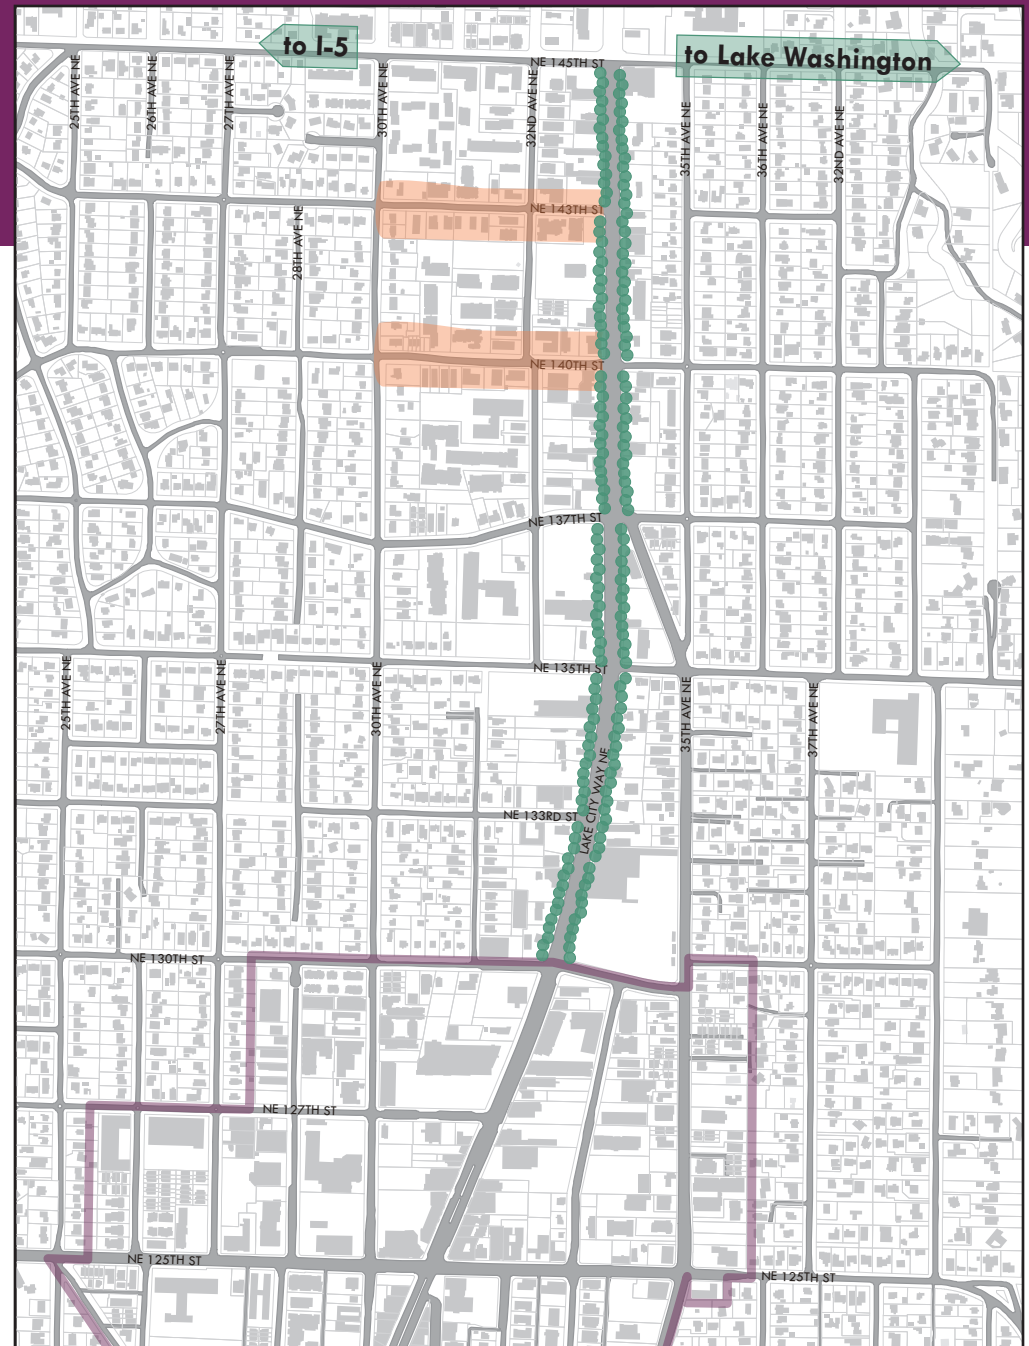 to I-5
to Lake Washington
NE 145TH ST
25TH AVE NE
26TH AVE NE
27TH AVE NE
30TH AVE NE
32ND AVE NE
35TH AVE NE
36TH AVE NE
32ND AVE NE
NE 143TH ST
28TH AVE NE
NE 140TH ST
NE 137TH ST
NE 135TH ST
25TH AVE NE
27TH AVE NE
30TH AVE NE
35TH AVE NE
37TH AVE NE
LAKE CITY WAY NE
NE 133RD ST
NE 130TH ST
NE 127TH ST
NE 125TH ST
NE 125TH ST